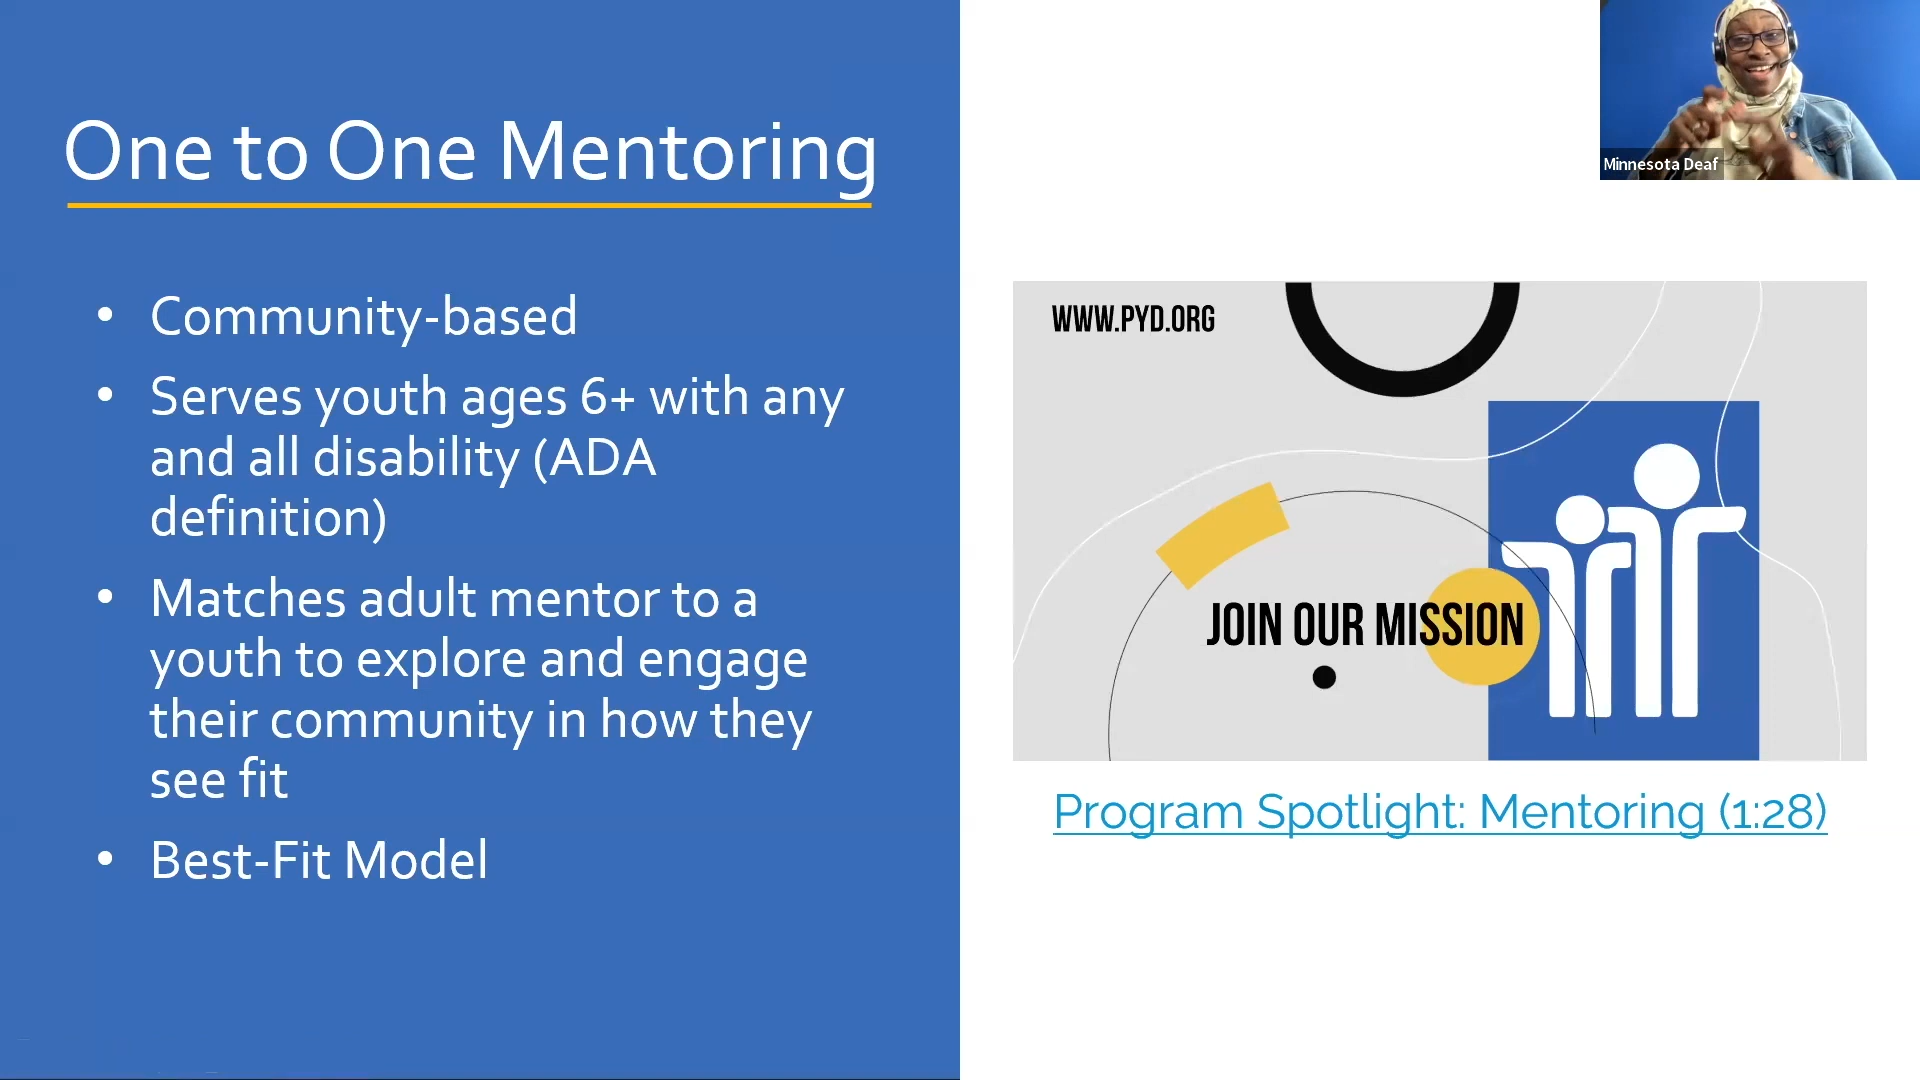 One to One Mentoring
• Community-based
• Serves youth ages 6+ with any
and all disability (ADA
definition)
• Matches adult mentor to a
youth to explore and engage
their community in how they
see fit
• Best-Fit Model
Minnesota Deaf
WWW.PYD.ORG
JOIN OUR MISSION
Program Spotlight: Mentoring (1:28)